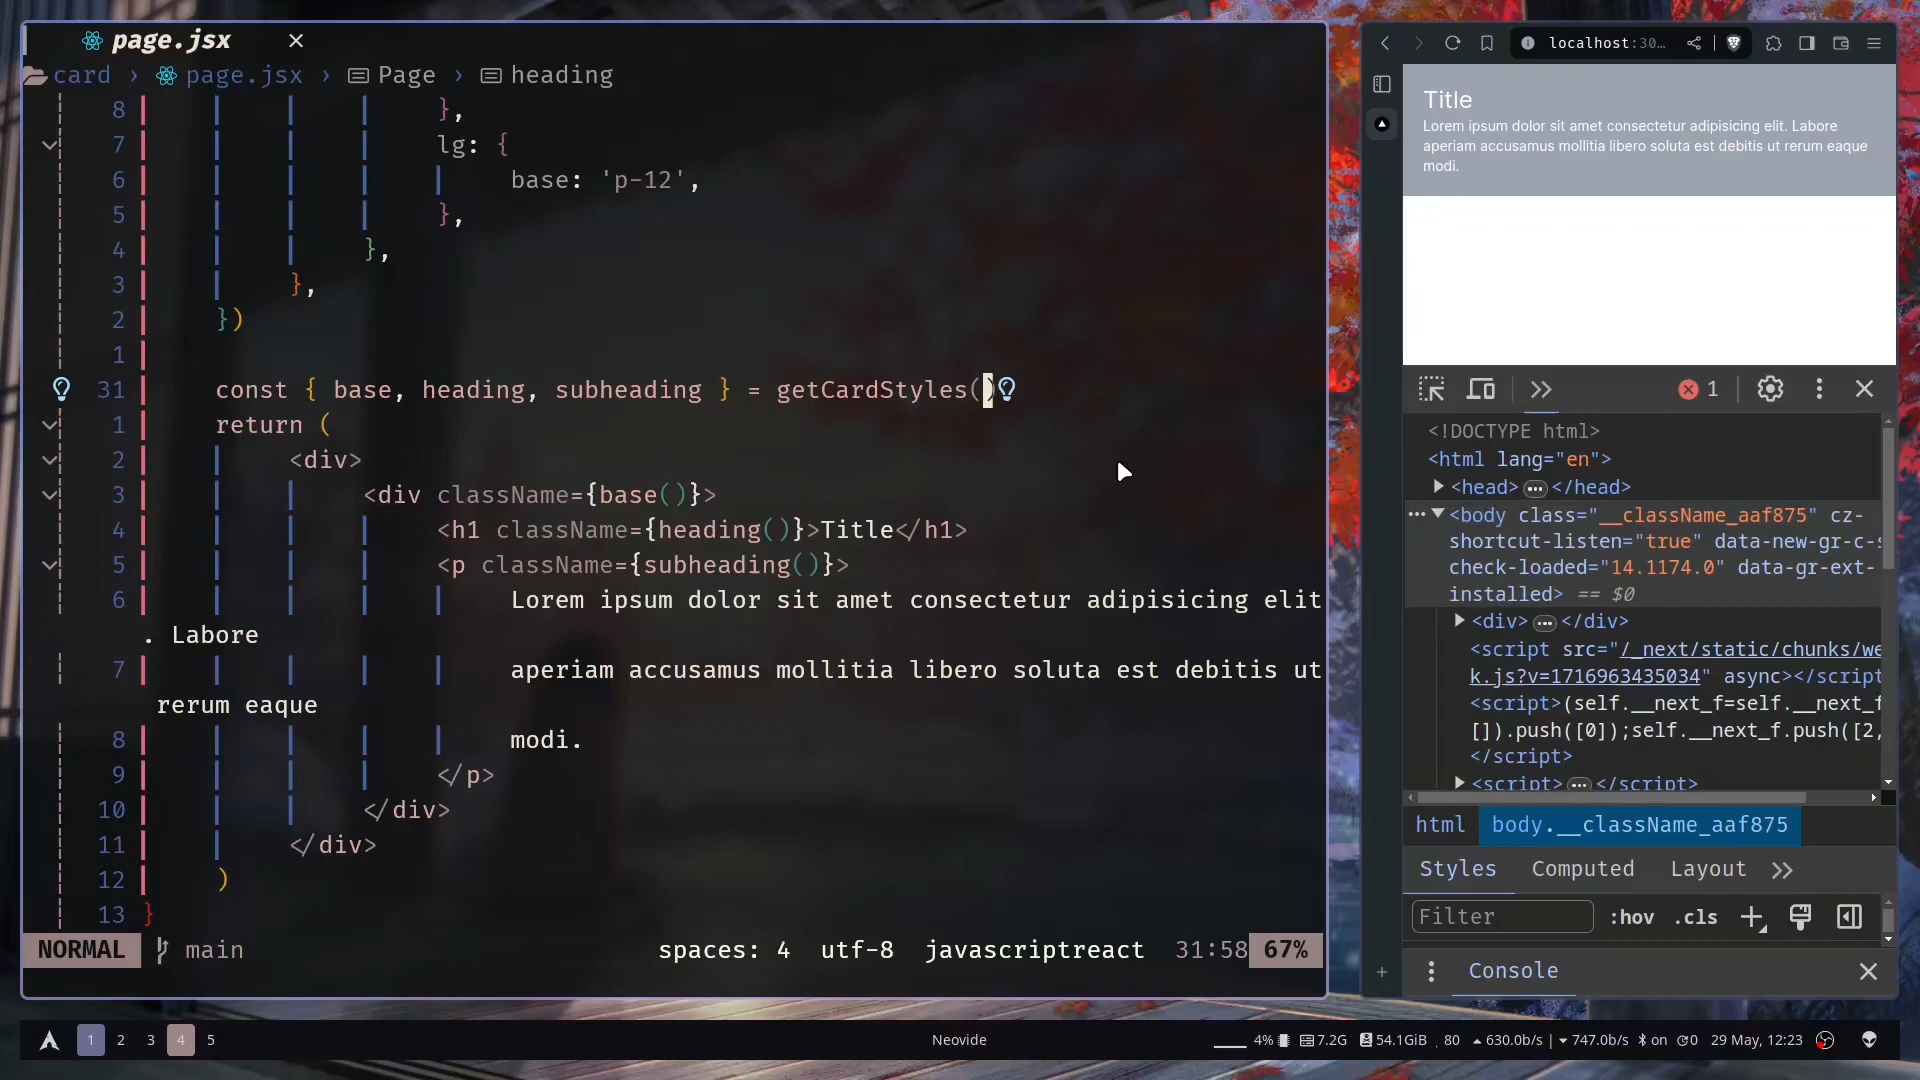 page.jsx ×
card › page.jsx › Page › heading
8 },
7 lg: {
6 base: 'p-12',
5 },
4 },
3 },
2 })
1
31 const { base, heading, subheading } = getCardStyles()
1 return (
2 <div>
3 <div className={base()}>
4 <h1 className={heading()}>Title</h1>
5 <p className={subheading()}>
6 Lorem ipsum dolor sit amet consectetur adipisicing elit
. Labore
7 aperiam accusamus mollitia libero soluta est debitis ut
rerum eaque
8 modi.
9 </p>
10 </div>
11 </div>
12 )
13 }
NORMAL main spaces: 4 utf-8 javascriptreact 31:58 67%
localhost:30…
Title
Lorem ipsum dolor sit amet consectetur adipisicing elit. Labore
aperiam accusamus mollitia libero soluta est debitis ut rerum eaque
modi.
1
<!DOCTYPE html>
<html lang="en">
<head> … </head>
<body class="__className_aaf875" cz-
shortcut-listen="true" data-new-gr-c-s
check-loaded="14.1174.0" data-gr-ext-
installed> == $0
<div> … </div>
<script src="/_next/static/chunks/we
k.js?v=1716963435034" async></script
<script>(self.__next_f=self.__next_f
[]).push([0]);self.__next_f.push([2,
</script>
<script> … </script>
html body.__className_aaf875
Styles Computed Layout
Filter :hov .cls
Console
1 2 3 4 5 Neovide 4% 7.2G 54.1GiB 80 630.0b/s | 747.0b/s on 0 29 May, 12:23